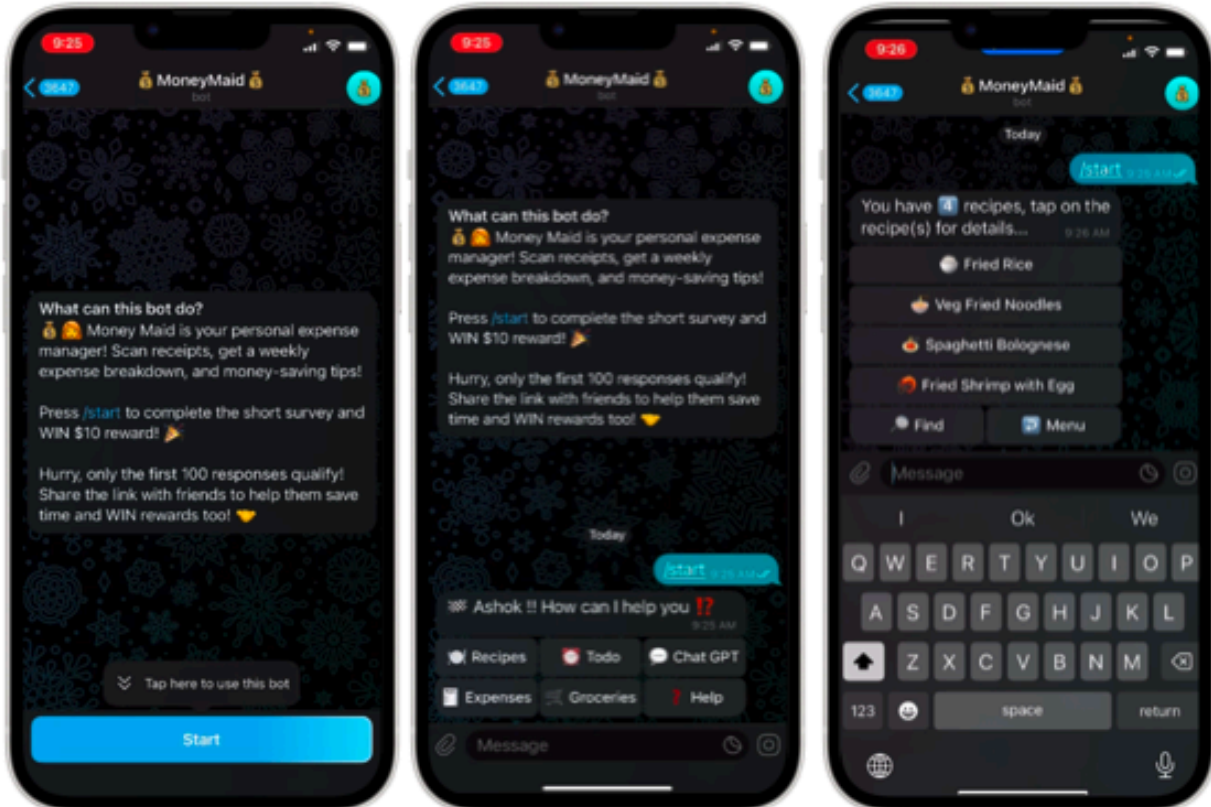 9:25
3647
💰 MoneyMaid 💰
bot
What can this bot do?
💰 🙍 Money Maid is your personal expense
manager! Scan receipts, get a weekly
expense breakdown, and money-saving tips!
Press /start to complete the short survey and
WIN $10 reward! 🎉
Hurry, only the first 100 responses qualify!
Share the link with friends to help them save
time and WIN rewards too! 🤝
Tap here to use this bot
Start
9:25
3647
💰 MoneyMaid 💰
bot
What can this bot do?
💰 🙍 Money Maid is your personal expense
manager! Scan receipts, get a weekly
expense breakdown, and money-saving tips!
Press /start to complete the short survey and
WIN $10 reward! 🎉
Hurry, only the first 100 responses qualify!
Share the link with friends to help them save
time and WIN rewards too! 🤝
Today
/start 9:25 AM
Ashok !! How can I help you ⁉️
9:25 AM
🍽 Recipes ⏰ Todo 💬 Chat GPT
Expenses 🛒 Groceries ❓ Help
Message
9:26
3647
💰 MoneyMaid 💰
bot
Today
/start 9:25 AM
You have 4️⃣ recipes, tap on the
recipe(s) for details... 9:26 AM
🍚 Fried Rice
🍲 Veg Fried Noodles
🍝 Spaghetti Bolognese
🍤 Fried Shrimp with Egg
🔎 Find Menu
Message
I Ok We
Q W E R T Y U I O P
A S D F G H J K L
Z X C V B N M
123 space return